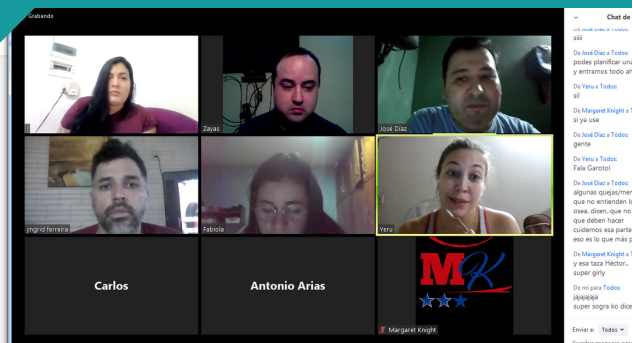 Grabando
Zayas
José Díaz
yngrid ferreira
Fabiola
Yeru
Carlos
Antonio Arias
MK
Margaret Knight
Chat de
De José Díaz a Todos:
siiii
De José Díaz a Todos:
podes planificar una
y entramos todo ah
De Yeru a Todos:
si!
De Margaret Knight a T
si ya use
De José Díaz a Todos:
gente
De Yeru a Todos:
Fala Garoto!
De José Díaz a Todos:
algunas quejas/mer
que no entienden l
osea, dicen, que no
que deben hacer
cuidemos esa parte
eso es lo que más p
De Margaret Knight a T
y esa taza Héctor..
super girly
De mí para Todos:
jajajajaja
super sogra ko dice
Enviar a: Todos